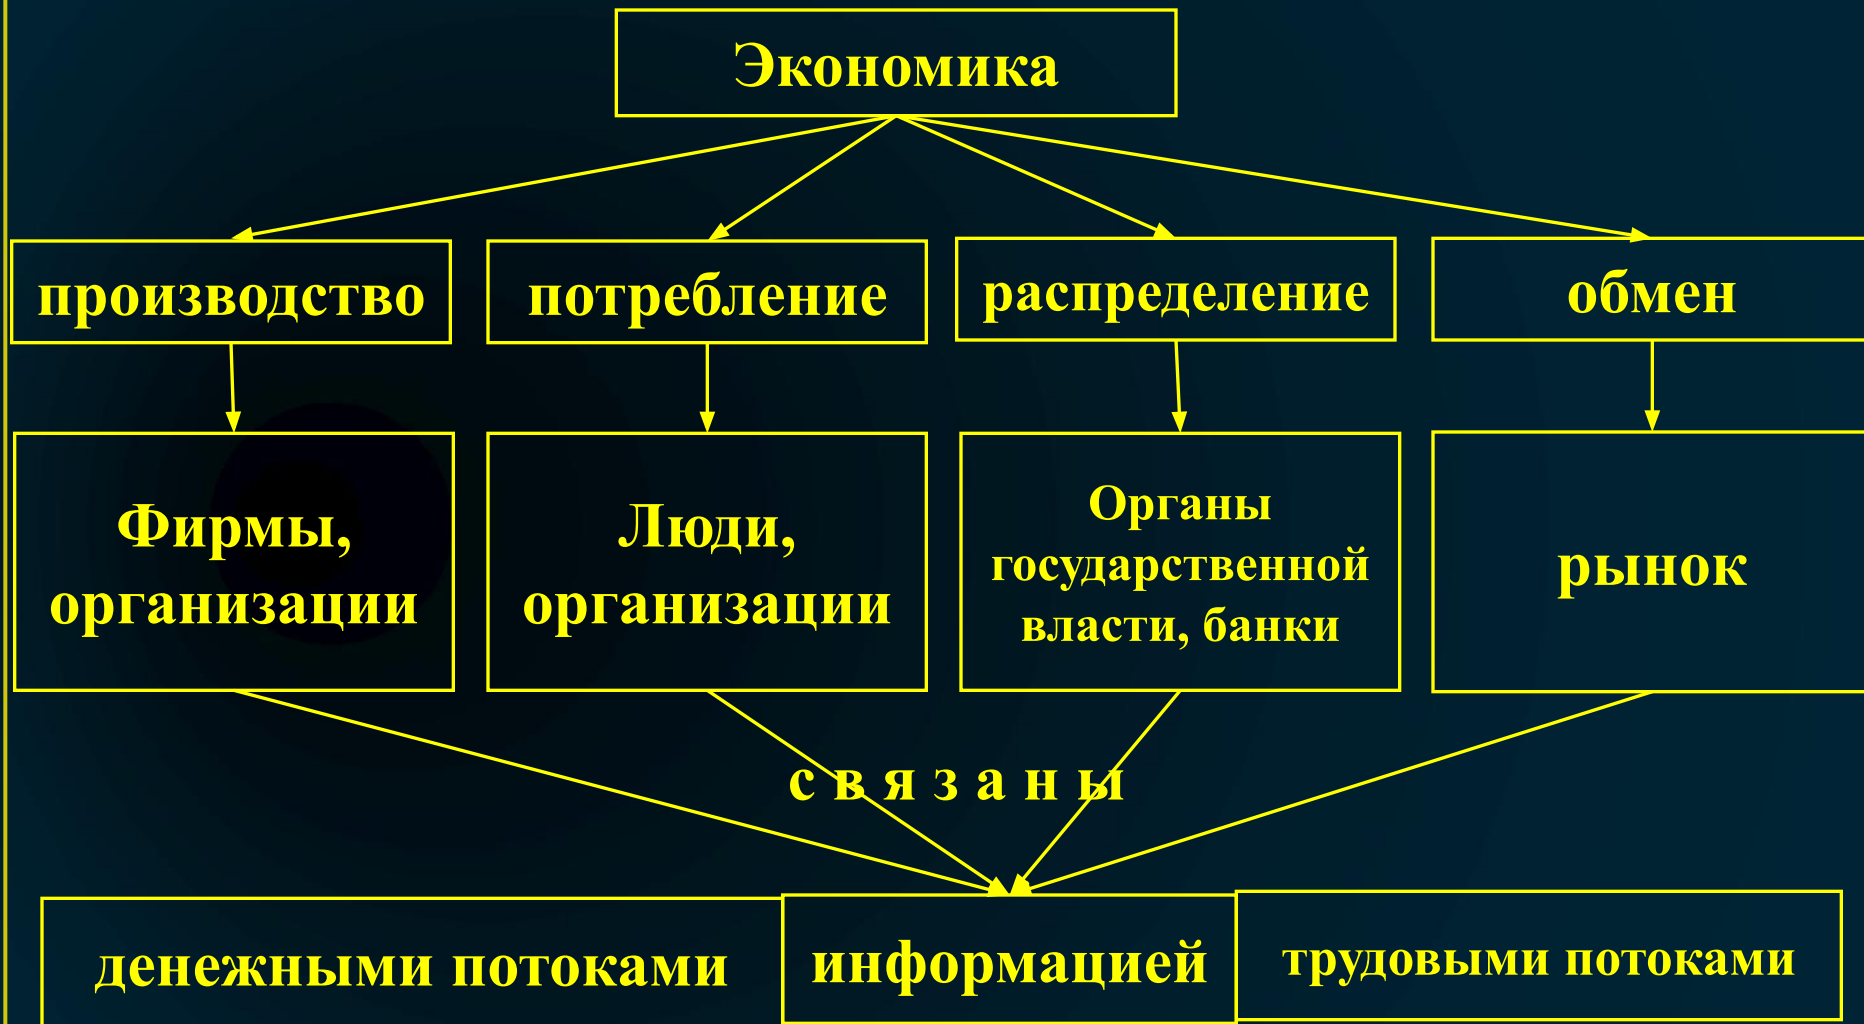 Экономика
производство
потребление
распределение
обмен
Фирмы,
организации
Люди,
организации
Органы
государственной
власти, банки
рынок
с в я з а н ы
денежными потоками
информацией
трудовыми потоками